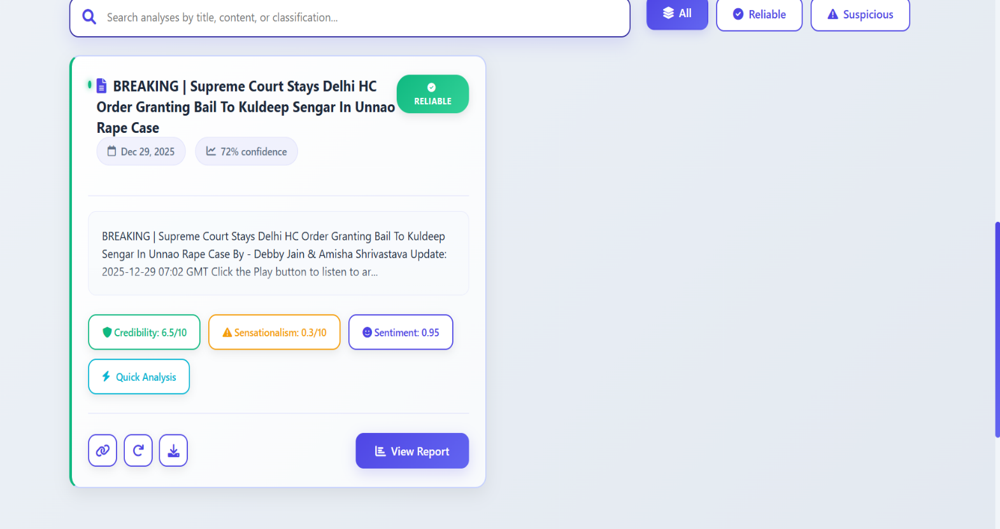 Search analyses by title, content, or classification...
All
Reliable
Suspicious
BREAKING | Supreme Court Stays Delhi HC
Order Granting Bail To Kuldeep Sengar In Unnao
Rape Case
RELIABLE
Dec 29, 2025
72% confidence
BREAKING | Supreme Court Stays Delhi HC Order Granting Bail To Kuldeep
Sengar In Unnao Rape Case By - Debby Jain & Amisha Shrivastava Update:
2025-12-29 07:02 GMT Click the Play button to listen to ar...
Credibility: 6.5/10
Sensationalism: 0.3/10
Sentiment: 0.95
Quick Analysis
View Report